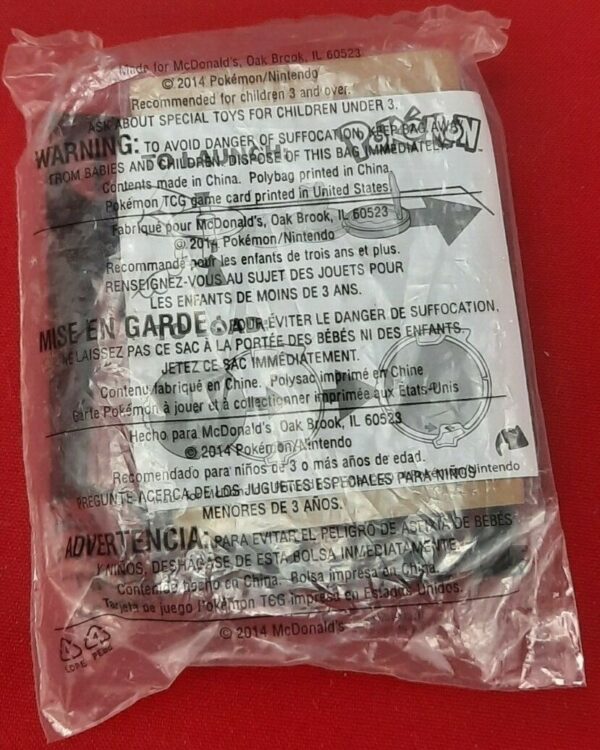 Made for McDonald's, Oak Brook, IL 60523
© 2014 Pokémon/Nintendo
Recommended for children 3 and over.
ASK ABOUT SPECIAL TOYS FOR CHILDREN UNDER 3.
WARNING: TO AVOID DANGER OF SUFFOCATION, KEEP BAG AWAY
FROM BABIES AND CHILDREN. DISPOSE OF THIS BAG IMMEDIATELY.
TO LAUNCH:
POKéMON
Contents made in China. Polybag printed in China.
Pokémon TCG game card printed in United States.
Fabriqué pour McDonald's, Oak Brook, IL 60523
© 2014 Pokémon/Nintendo
Recommandé pour les enfants de trois ans et plus.
RENSEIGNEZ-VOUS AU SUJET DES JOUETS POUR
LES ENFANTS DE MOINS DE 3 ANS.
MISE EN GARDE : POUR ÉVITER LE DANGER DE SUFFOCATION,
NE LAISSEZ PAS CE SAC À LA PORTÉE DES BÉBÉS NI DES ENFANTS.
JETEZ CE SAC IMMÉDIATEMENT.
Contenu fabriqué en Chine. Polysac imprimé en Chine
Carte Pokémon à jouer et à collectionner imprimée aux États-Unis
Hecho para McDonald's, Oak Brook, IL 60523
© 2014 Pokémon/Nintendo
Recomendado para niños de 3 o más años de edad.
PREGUNTE ACERCA DE LOS JUGUETES ESPECIALES PARA NIÑOS
Nintendo
MENORES DE 3 AÑOS.
ADVERTENCIA: PARA EVITAR EL PELIGRO DE ASFIXIA DE BEBÉS
Y NIÑOS, DESHÁGASE DE ESTA BOLSA INMEDIATAMENTE.
Contenido hecho en China. Bolsa impresa en China.
Tarjeta de juego Pokémon TCG impresa en Estados Unidos.
© 2014 McDonald's
LDPE